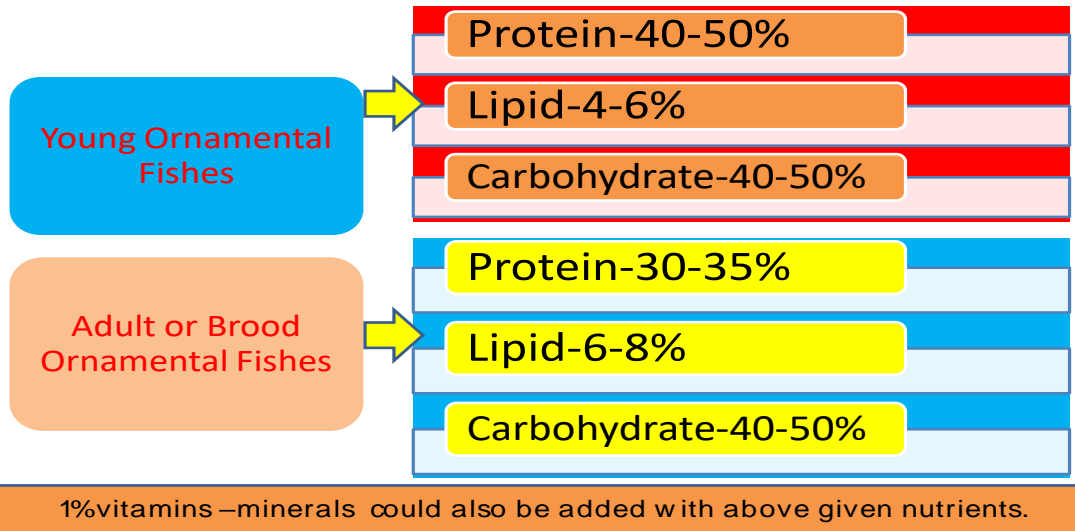 Young Ornamental
Fishes
Protein-40-50%
Lipid-4-6%
Carbohydrate-40-50%
Adult or Brood
Ornamental Fishes
Protein-30-35%
Lipid-6-8%
Carbohydrate-40-50%
1%vitamins –minerals could also be added with above given nutrients.